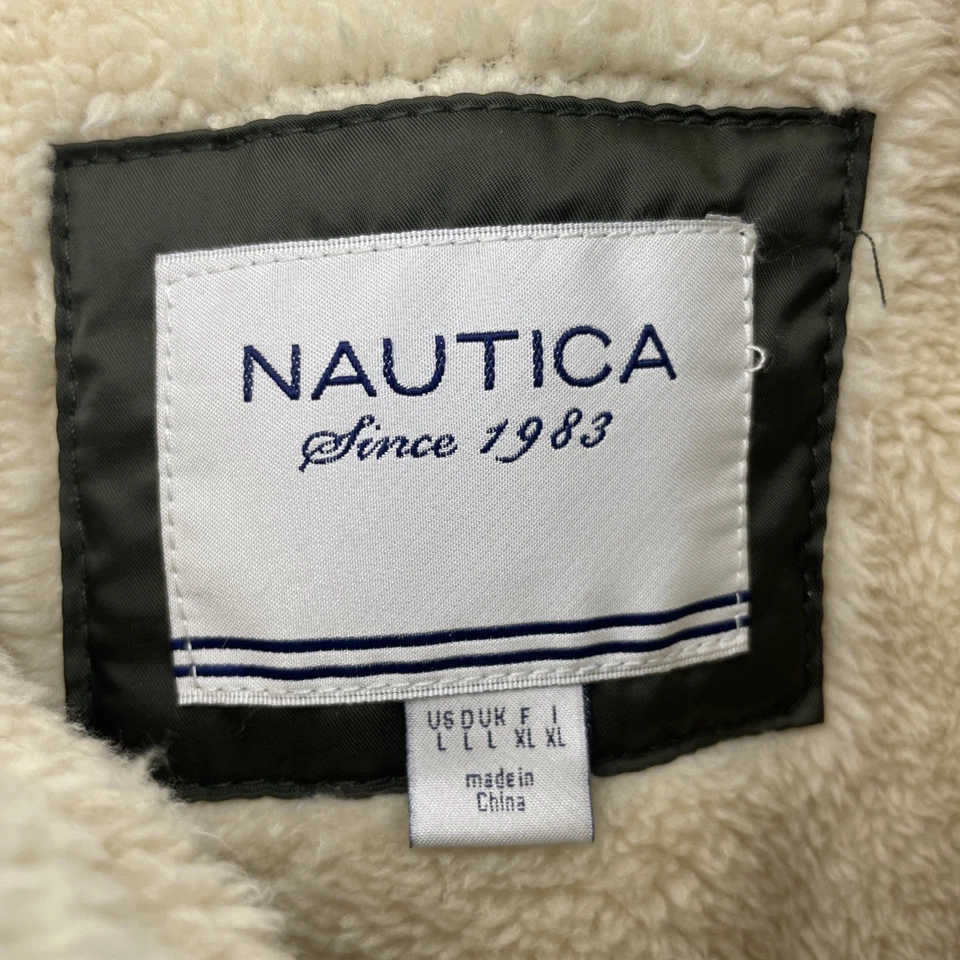 NAUTICA
Since 1983
US D UK F I
L L L XL XL
made in
China